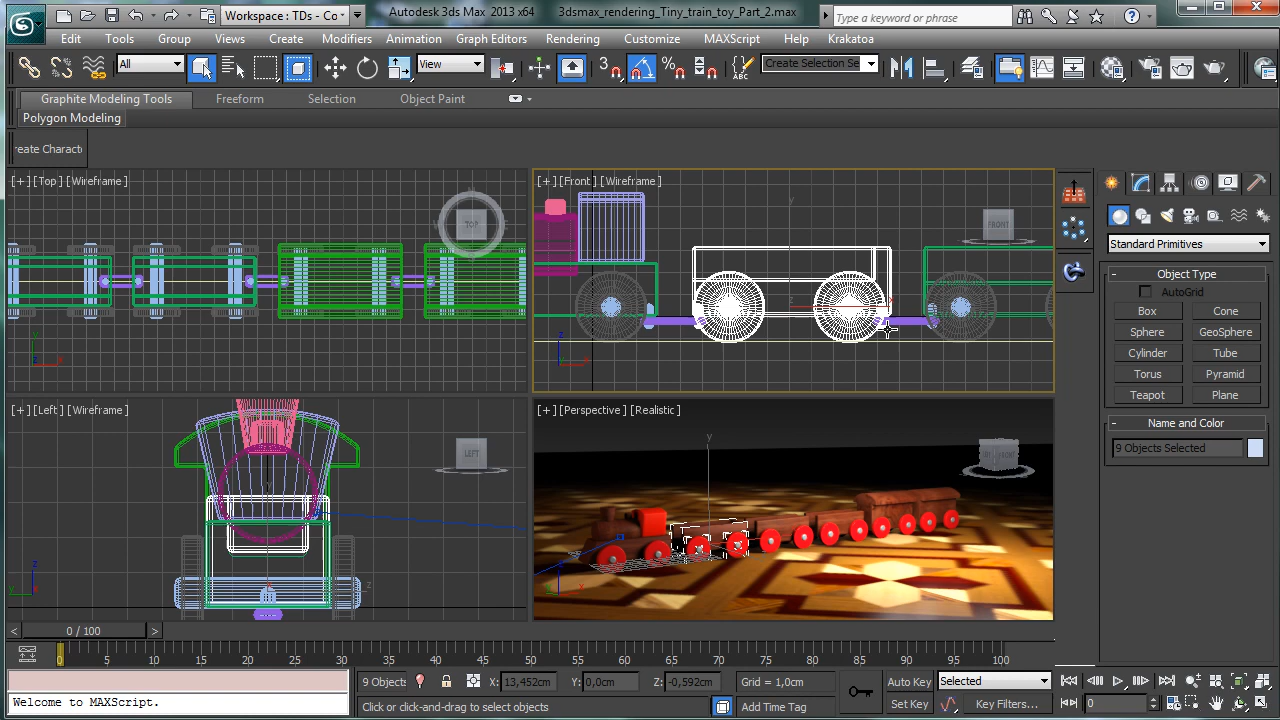 Workspace : TDs - Co
Autodesk 3ds Max 2013 x64
3dsmax_rendering_Tiny_train_toy_Part_2.max
Type a keyword or phrase
Edit Tools Group Views Create Modifiers Animation Graph Editors Rendering Customize MAXScript Help Krakatoa
All
View
3
%
ABC
Create Selection Se
Graphite Modeling Tools Freeform Selection Object Paint
Polygon Modeling
eate Charact
[+] [Top] [Wireframe]
TOP
[+] [Front] [Wireframe]
FRONT
[+] [Left] [Wireframe]
LEFT
[+] [Perspective] [Realistic]
FRONT
Standard Primitives
- Object Type
AutoGrid
Box Cone
Sphere GeoSphere
Cylinder Tube
Torus Pyramid
Teapot Plane
- Name and Color
9 Objects Selected
< 0 / 100 >
0 5 10 15 20 25 30 35 40 45 50 55 60 65 70 75 80 85 90 95 100
9 Objects
X: 13,452cm Y: 0,0cm Z: -0,592cm
Grid = 1,0cm
Auto Key
Selected
Welcome to MAXScript.
Click or click-and-drag to select objects
Add Time Tag
Set Key
Key Filters...
0